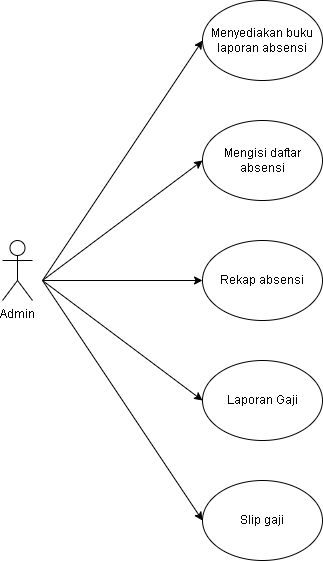 Menyediakan buku
laporan absensi
Mengisi daftar
absensi
Rekap absensi
Admin
Laporan Gaji
Slip gaji